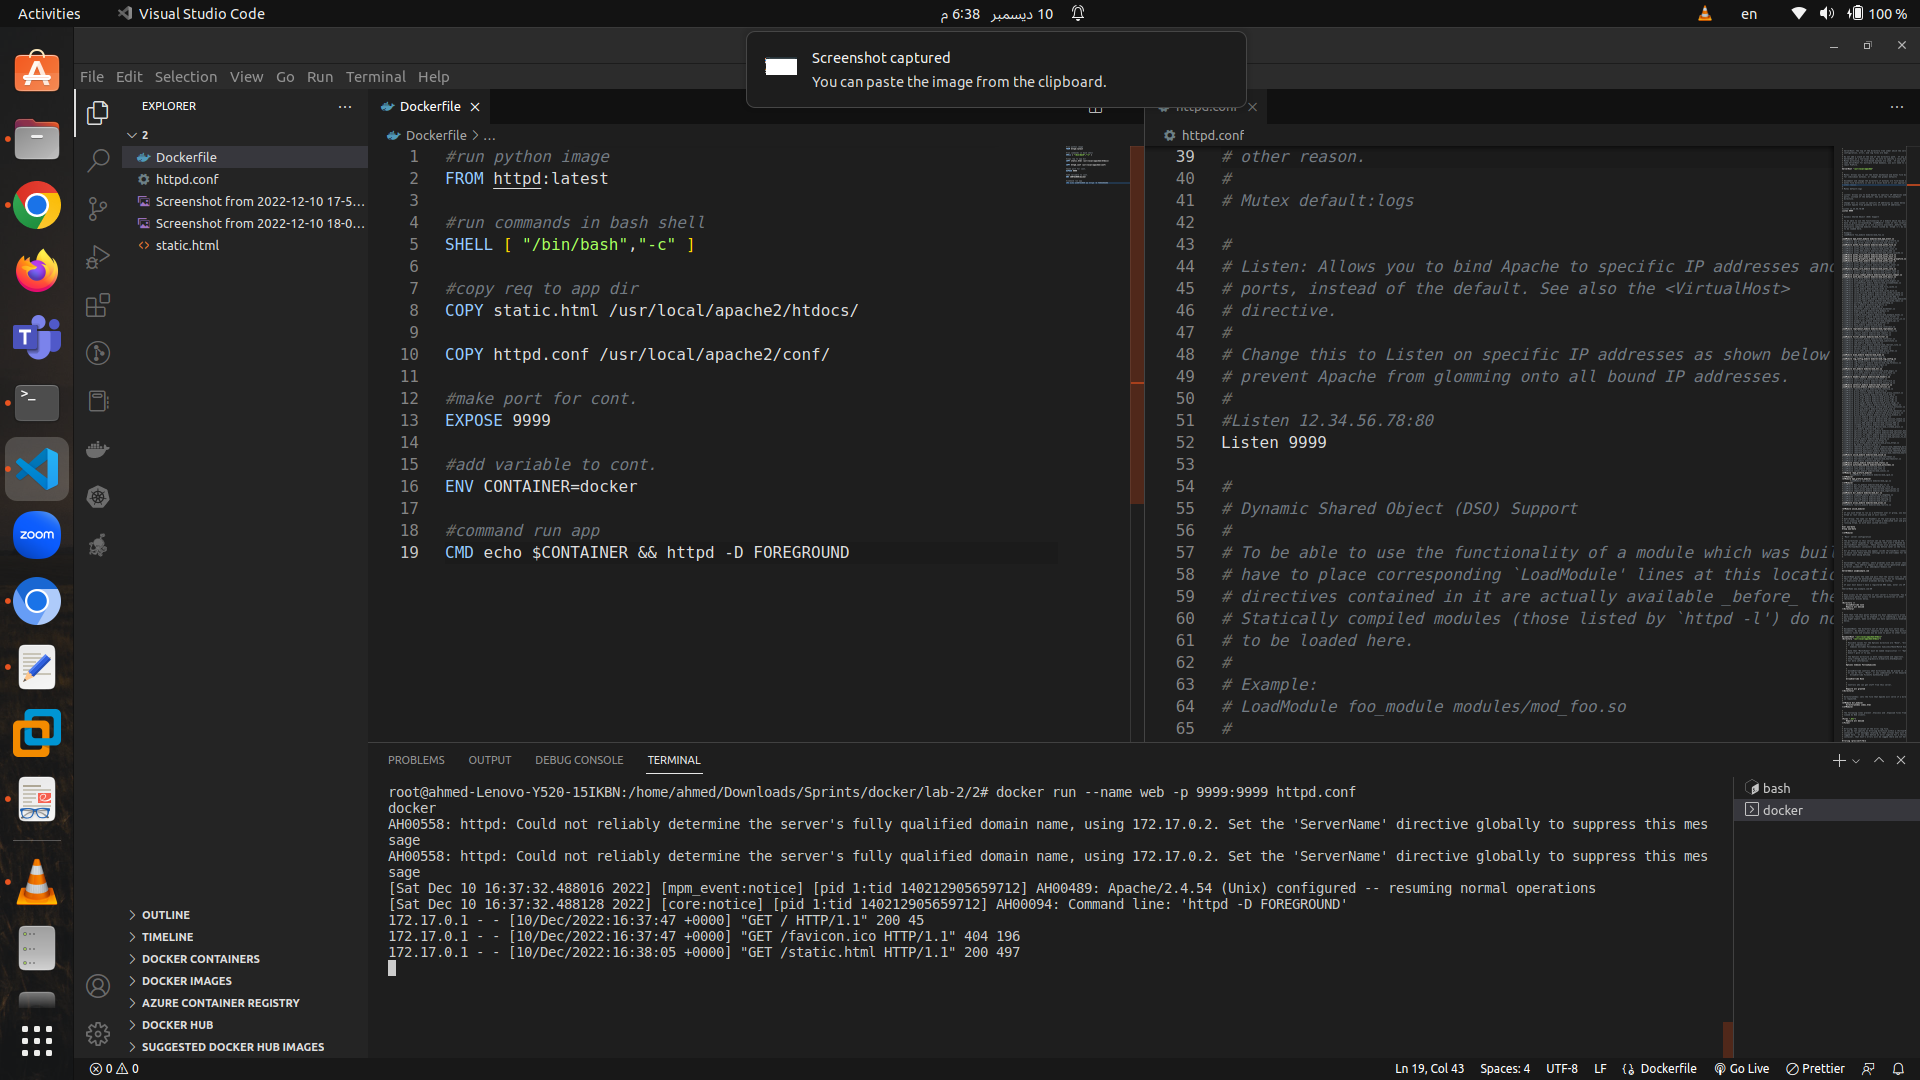 Activities
Visual Studio Code
10 ديسمبر 6:38 م
en
100 %
Screenshot captured
You can paste the image from the clipboard.
File Edit Selection View Go Run Terminal Help
EXPLORER
2
Dockerfile
httpd.conf
Screenshot from 2022-12-10 17-5...
Screenshot from 2022-12-10 18-0...
static.html
OUTLINE
TIMELINE
DOCKER CONTAINERS
DOCKER IMAGES
AZURE CONTAINER REGISTRY
DOCKER HUB
SUGGESTED DOCKER HUB IMAGES
zoom
Dockerfile
Dockerfile > ...
1 #run python image
2 FROM httpd:latest
3
4 #run commands in bash shell
5 SHELL [ "/bin/bash","-c" ]
6
7 #copy req to app dir
8 COPY static.html /usr/local/apache2/htdocs/
9
10 COPY httpd.conf /usr/local/apache2/conf/
11
12 #make port for cont.
13 EXPOSE 9999
14
15 #add variable to cont.
16 ENV CONTAINER=docker
17
18 #command run app
19 CMD echo $CONTAINER && httpd -D FOREGROUND
httpd.conf
httpd.conf
39 # other reason.
40 #
41 # Mutex default:logs
42
43 #
44 # Listen: Allows you to bind Apache to specific IP addresses and
45 # ports, instead of the default. See also the <VirtualHost>
46 # directive.
47 #
48 # Change this to Listen on specific IP addresses as shown below
49 # prevent Apache from glomming onto all bound IP addresses.
50 #
51 #Listen 12.34.56.78:80
52 Listen 9999
53
54 #
55 # Dynamic Shared Object (DSO) Support
56 #
57 # To be able to use the functionality of a module which was bui
58 # have to place corresponding `LoadModule' lines at this locatio
59 # directives contained in it are actually available _before_ the
60 # Statically compiled modules (those listed by `httpd -l') do no
61 # to be loaded here.
62 #
63 # Example:
64 # LoadModule foo_module modules/mod_foo.so
65 #
PROBLEMS OUTPUT DEBUG CONSOLE TERMINAL
root@ahmed-Lenovo-Y520-15IKBN:/home/ahmed/Downloads/Sprints/docker/lab-2/2# docker run --name web -p 9999:9999 httpd.conf
docker
AH00558: httpd: Could not reliably determine the server's fully qualified domain name, using 172.17.0.2. Set the 'ServerName' directive globally to suppress this mes
sage
AH00558: httpd: Could not reliably determine the server's fully qualified domain name, using 172.17.0.2. Set the 'ServerName' directive globally to suppress this mes
sage
[Sat Dec 10 16:37:32.488016 2022] [mpm_event:notice] [pid 1:tid 140212905659712] AH00489: Apache/2.4.54 (Unix) configured -- resuming normal operations
[Sat Dec 10 16:37:32.488128 2022] [core:notice] [pid 1:tid 140212905659712] AH00094: Command line: 'httpd -D FOREGROUND'
172.17.0.1 - - [10/Dec/2022:16:37:47 +0000] "GET / HTTP/1.1" 200 45
172.17.0.1 - - [10/Dec/2022:16:37:47 +0000] "GET /favicon.ico HTTP/1.1" 404 196
172.17.0.1 - - [10/Dec/2022:16:38:05 +0000] "GET /static.html HTTP/1.1" 200 497
bash
docker
0 0
Ln 19, Col 43 Spaces: 4 UTF-8 LF Dockerfile Go Live Prettier